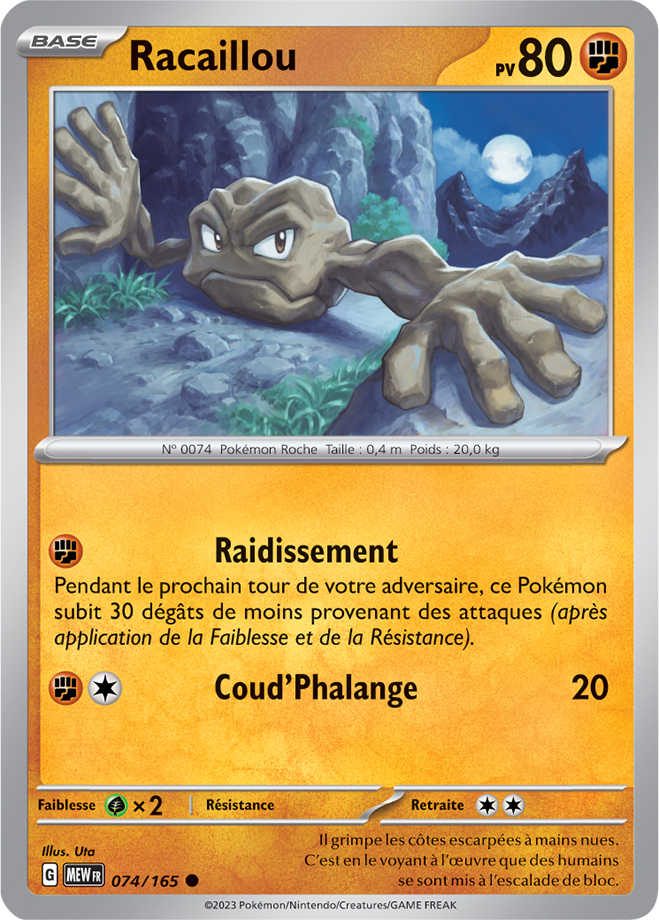 BASE
Racaillou
PV 80
N° 0074 Pokémon Roche Taille : 0,4 m Poids : 20,0 kg
Raidissement
Pendant le prochain tour de votre adversaire, ce Pokémon
subit 30 dégâts de moins provenant des attaques (après
application de la Faiblesse et de la Résistance).
Coud'Phalange 20
Faiblesse ×2 Résistance Retraite
Illus. Uta
Il grimpe les côtes escarpées à mains nues.
C'est en le voyant à l'œuvre que des humains
se sont mis à l'escalade de bloc.
G MEW FR 074/165
©2023 Pokémon/Nintendo/Creatures/GAME FREAK